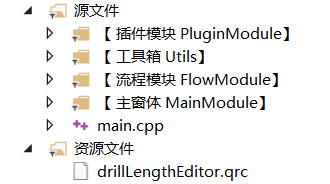 源文件
【 插件模块 PluginModule】
【 工具箱 Utils】
【 流程模块 FlowModule】
【 主窗体 MainModule】
main.cpp
资源文件
drillLengthEditor.qrc